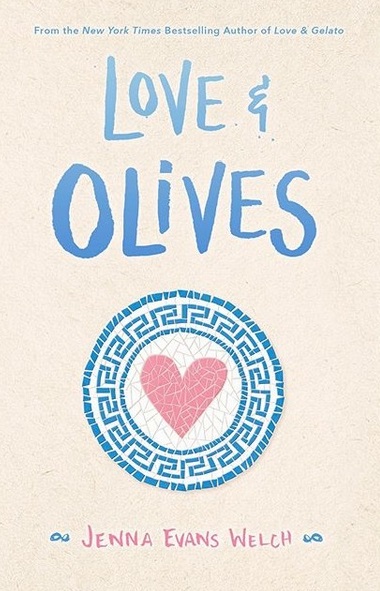 From the New York Times Bestselling Author of Love & Gelato
LOVE &
OLIVES
JENNA EVANS WELCH